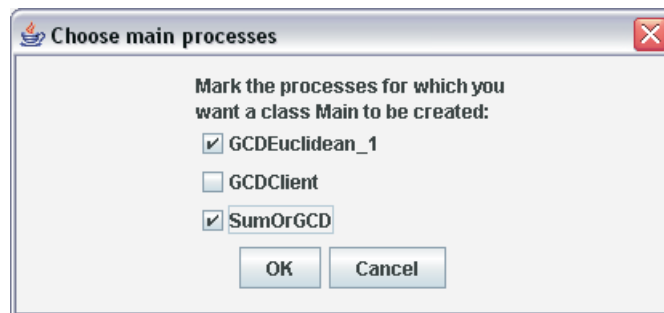 Choose main processes
Mark the processes for which you
want a class Main to be created:
GCDEuclidean_1
GCDClient
SumOrGCD
OK Cancel